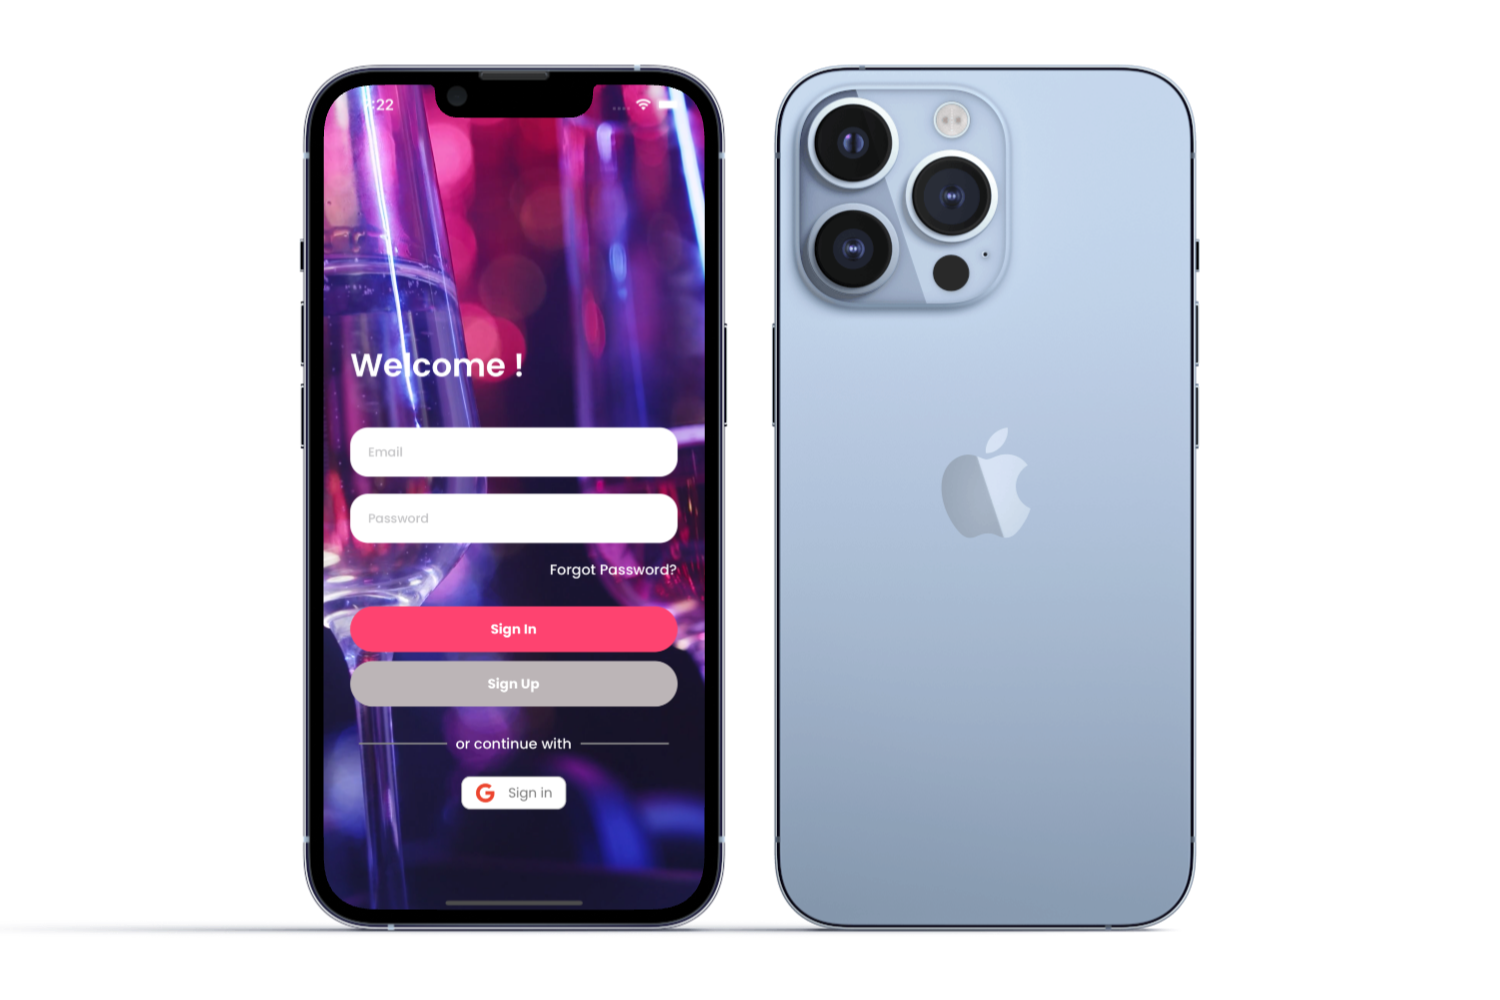 :22
Welcome !
Email
Password
Forgot Password?
Sign In
Sign Up
or continue with
G Sign in